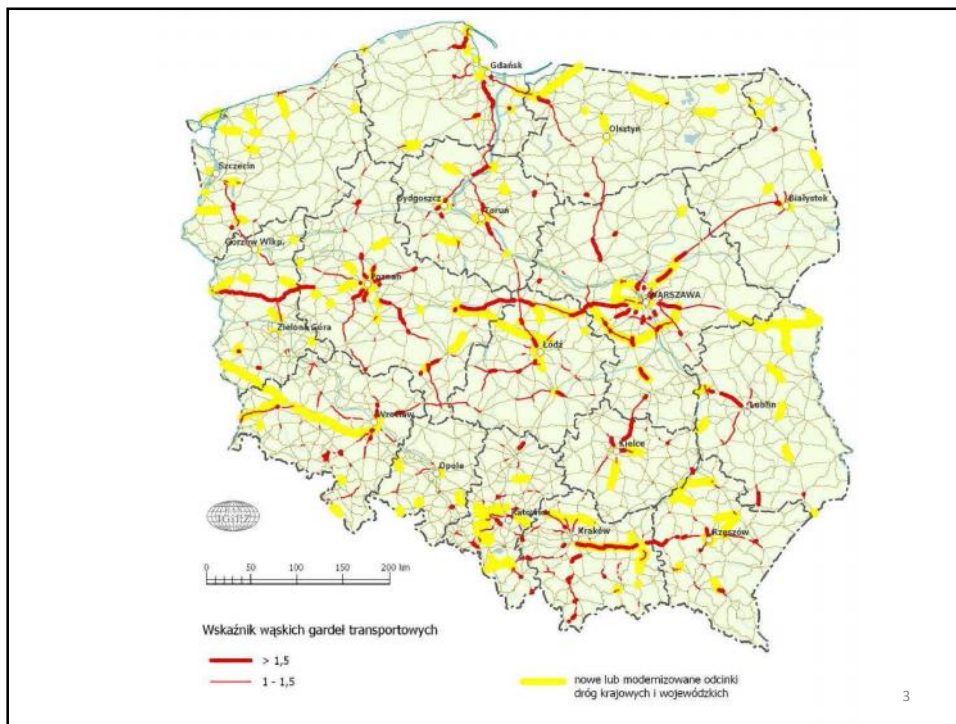 Gdańsk
Olsztyn
Szczecin
Bydgoszcz
Toruń
Białystok
Gorzów Wlkp.
Poznań
WARSZAWA
Zielona Góra
Łódź
Lublin
Wrocław
Kielce
Opole
Katowice
Kraków
Rzeszów
0 50 100 150 200 km
Wskaźnik wąskich gardeł transportowych
> 1,5
1 - 1,5
nowe lub modernizowane odcinki
dróg krajowych i wojewódzkich
3